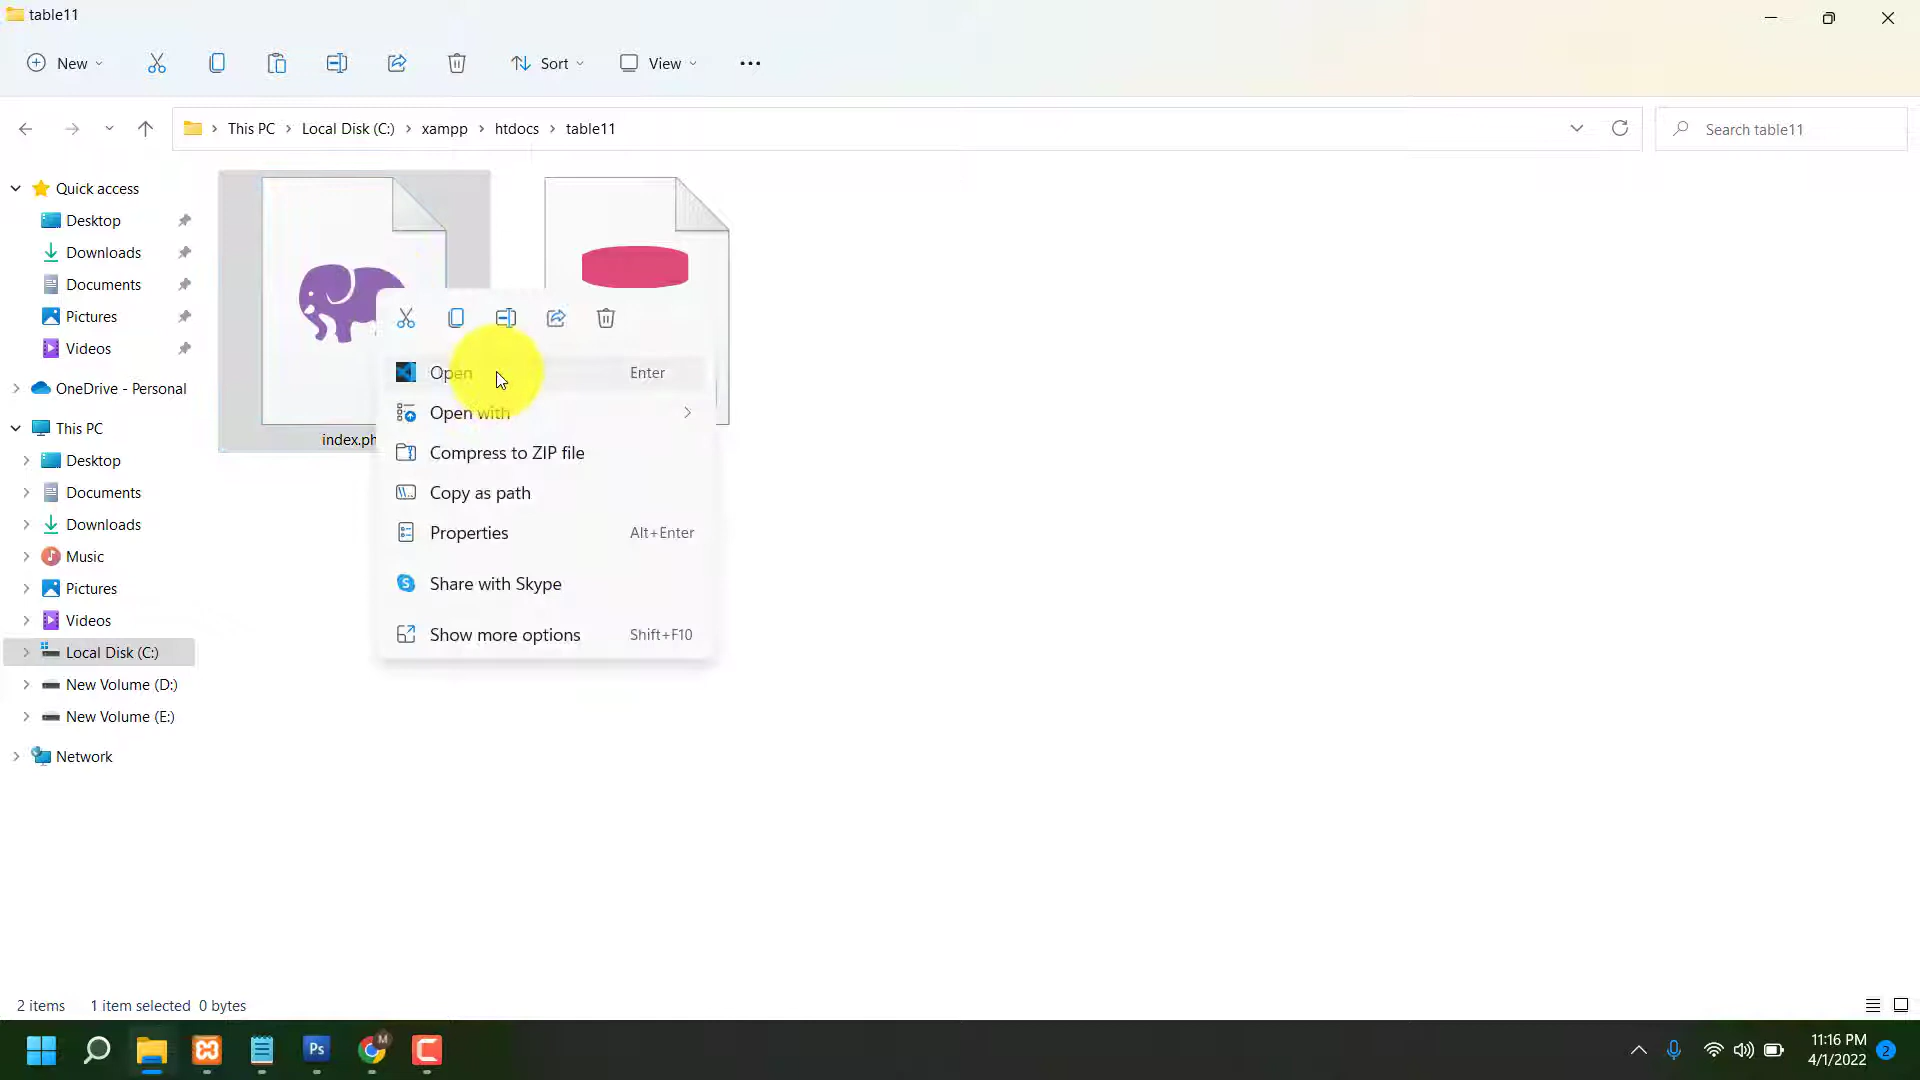 table11
New
Sort
View
This PC
Local Disk (C:)
xampp
htdocs
table11
Search table11
Quick access
Desktop
Downloads
Documents
Pictures
Videos
OneDrive - Personal
This PC
Desktop
Documents
Downloads
Music
Pictures
Videos
Local Disk (C:)
New Volume (D:)
New Volume (E:)
Network
index.ph
Open Enter
Open with
Compress to ZIP file
Copy as path
Properties Alt+Enter
S
Share with Skype
Show more options Shift+F10
2 items 1 item selected 0 bytes
Ps
M
C
11:16 PM
4/1/2022
2